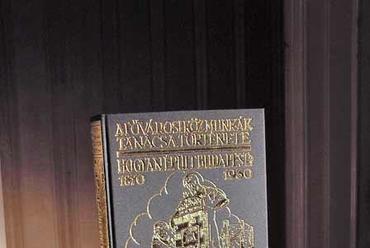 A FŐVÁROSI KÖZMUNKÁK
TANÁCSA TÖRTÉNETE
HOGYAN ÉPÜLT BUDAPEST?
1870 1930